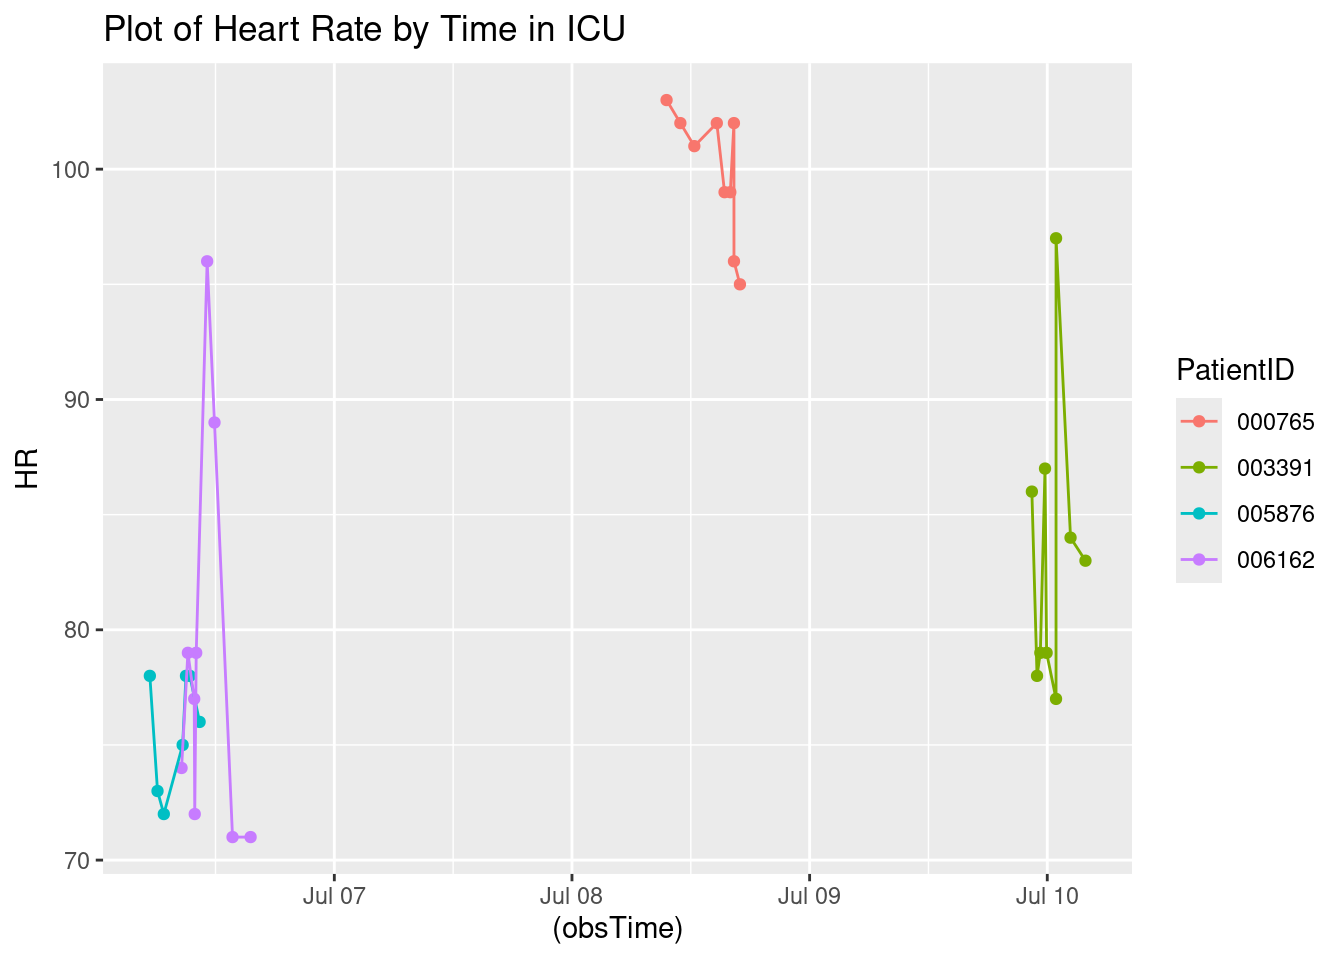 Plot of Heart Rate by Time in ICU
HR
100
90
80
70
Jul 07
Jul 08
Jul 09
Jul 10
(obsTime)
PatientID
000765
003391
005876
006162